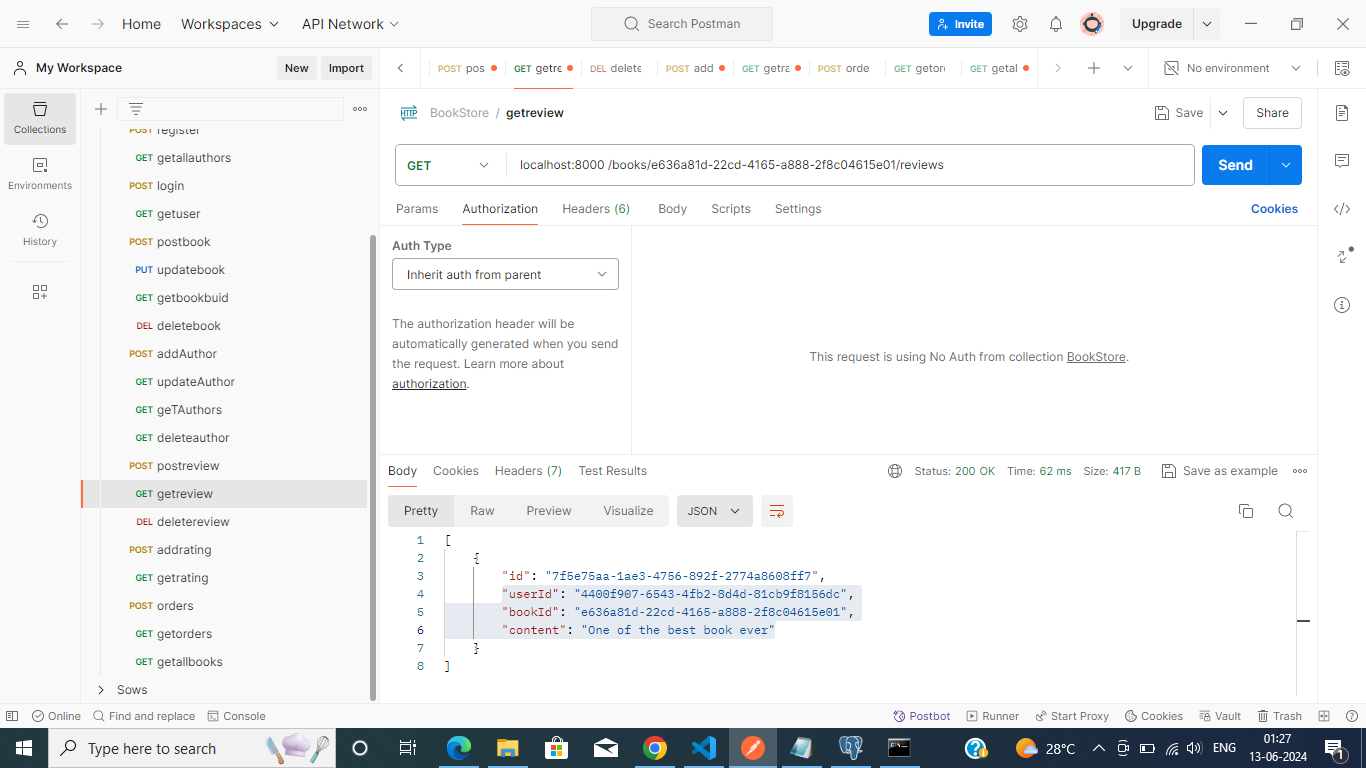 Home Workspaces API Network Search Postman Invite Upgrade
My Workspace New Import
POST pos GET getre DEL delete POST add GET getra POST orde GET getor GET getal No environment
Collections
Environments
History
POST register
GET getallauthors
POST login
GET getuser
POST postbook
PUT updatebook
GET getbookbuid
DEL deletebook
POST addAuthor
GET updateAuthor
GET geTAuthors
GET deleteauthor
POST postreview
GET getreview
DEL deletereview
POST addrating
GET getrating
POST orders
GET getorders
GET getallbooks
Sows
HTTP BookStore / getreview Save Share
GET localhost:8000 /books/e636a81d-22cd-4165-a888-2f8c04615e01/reviews Send
Params Authorization Headers (6) Body Scripts Settings Cookies
Auth Type
Inherit auth from parent
The authorization header will be
automatically generated when you send
the request. Learn more about
authorization.
This request is using No Auth from collection BookStore.
Body Cookies Headers (7) Test Results Status: 200 OK Time: 62 ms Size: 417 B Save as example
Pretty Raw Preview Visualize JSON
1 [
2 {
3 "id": "7f5e75aa-1ae3-4756-892f-2774a8608ff7",
4 "userId": "4400f907-6543-4fb2-8d4d-81cb9f8156dc",
5 "bookId": "e636a81d-22cd-4165-a888-2f8c04615e01",
6 "content": "One of the best book ever"
7 }
8 ]
Online Find and replace Console Postbot Runner Start Proxy Cookies Vault Trash
Type here to search 28°C ENG 01:27
13-06-2024 1